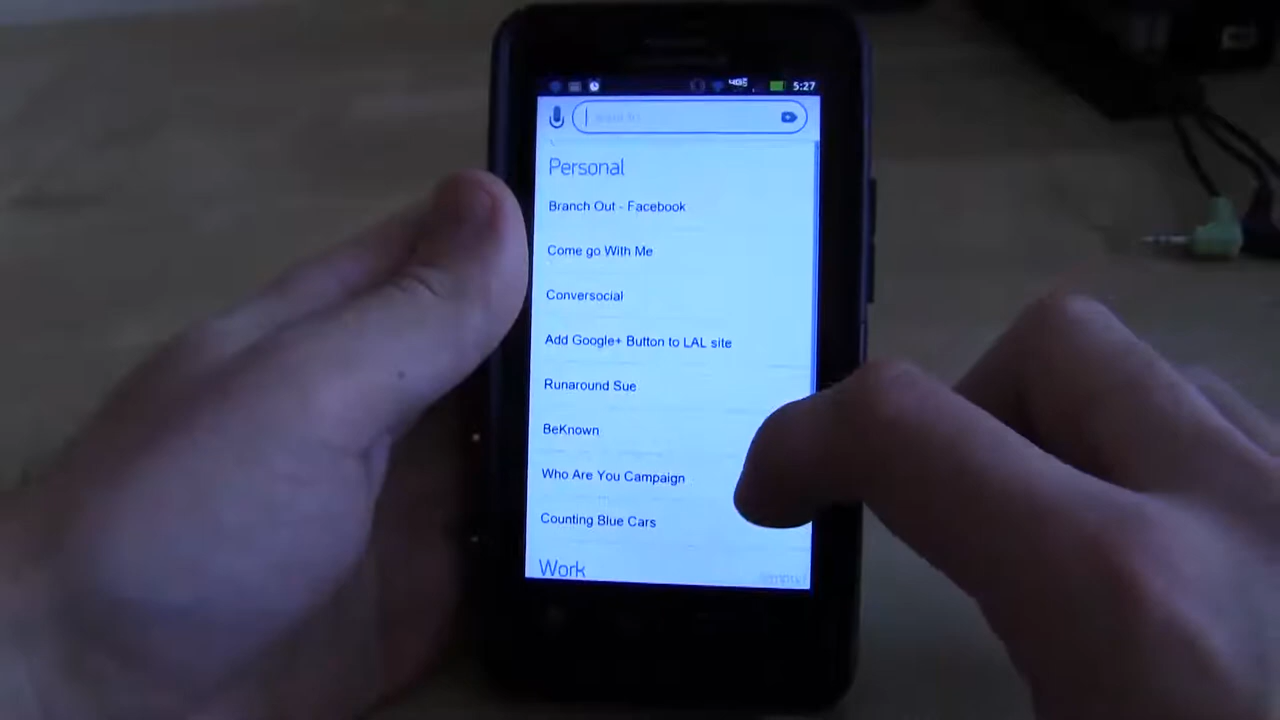 4G
5:27
Personal
Branch Out - Facebook
Come go With Me
Conversocial
Add Google+ Button to LAL site
Runaround Sue
BeKnown
Who Are You Campaign
Counting Blue Cars
Work